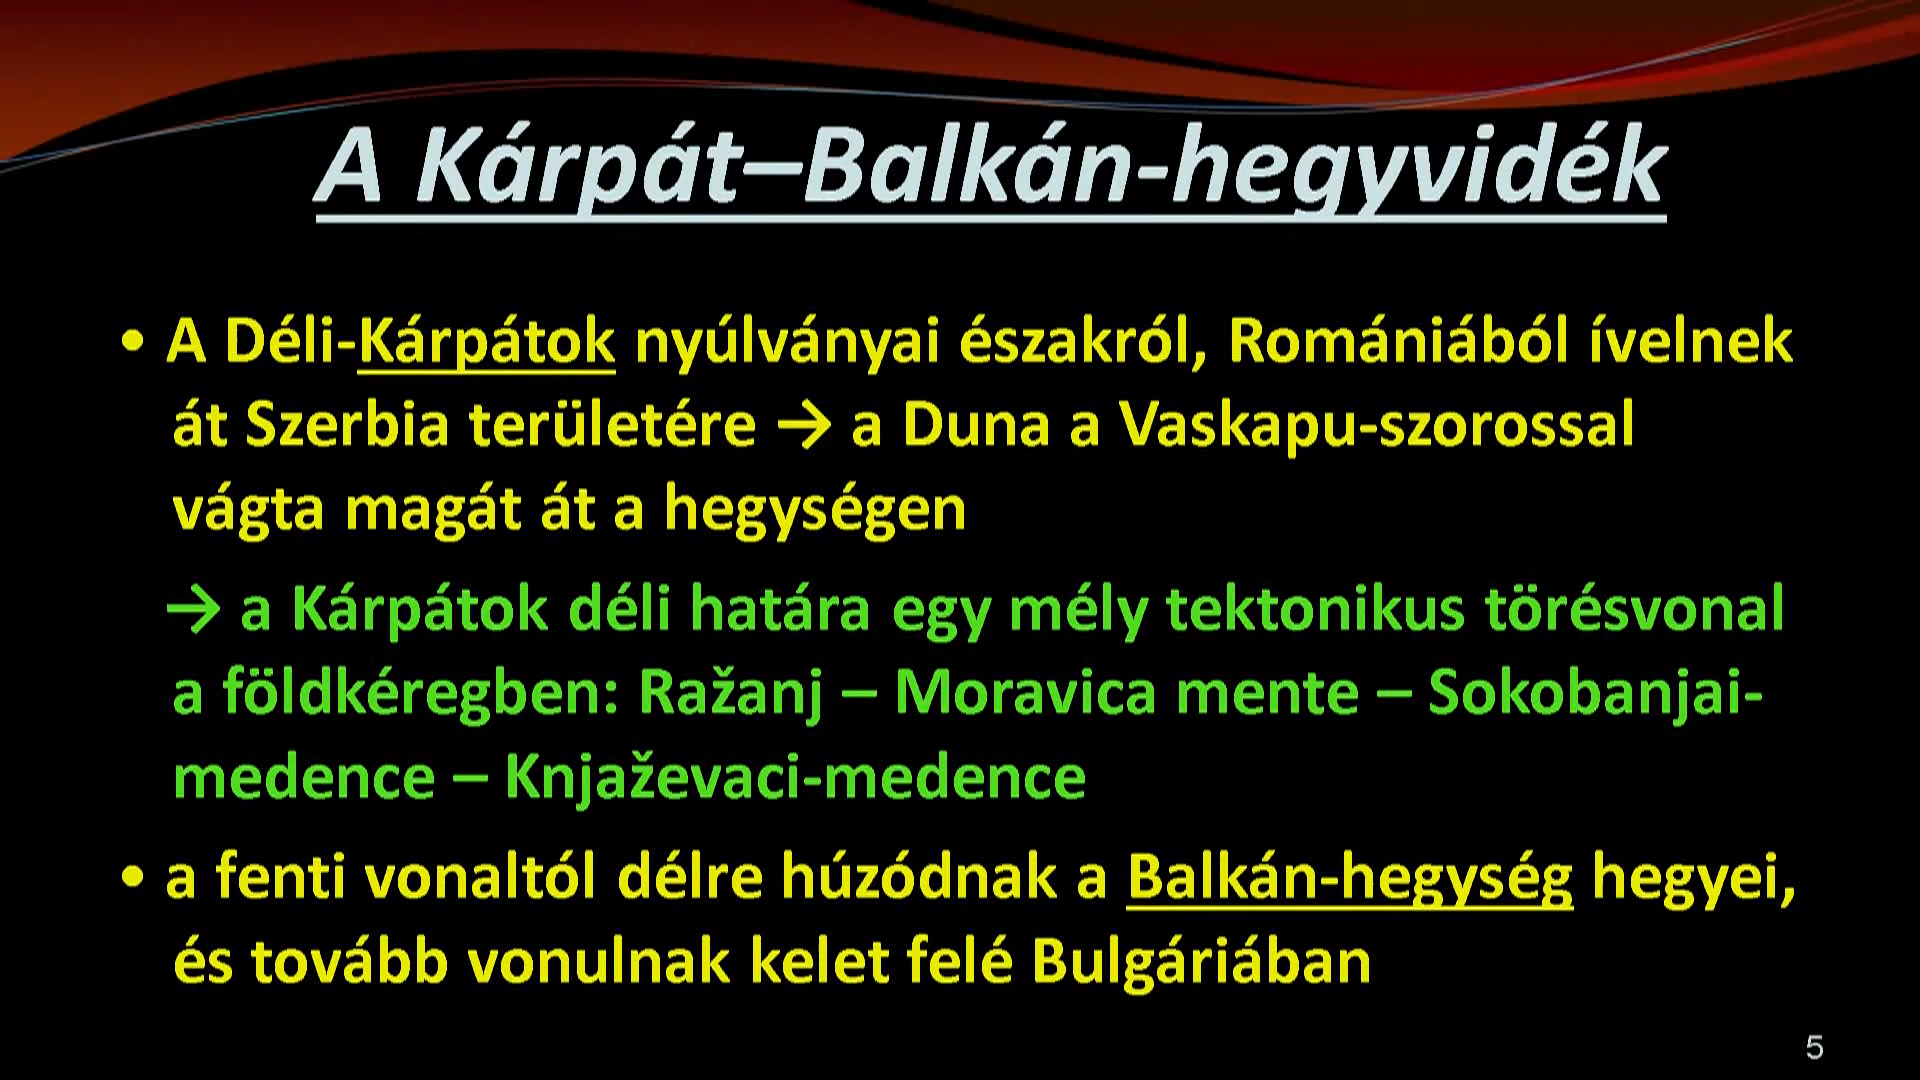 A Kárpát–Balkán-hegyvidék
• A Déli-Kárpátok nyúlványai északról, Romániából ívelnek
át Szerbia területére → a Duna a Vaskapu-szorossal
vágta magát át a hegységen
→ a Kárpátok déli határa egy mély tektonikus törésvonal
a földkéregben: Ražanj – Moravica mente – Sokobanjai-
medence – Knjaževaci-medence
• a fenti vonaltól délre húzódnak a Balkán-hegység hegyei,
és tovább vonulnak kelet felé Bulgáriában
5